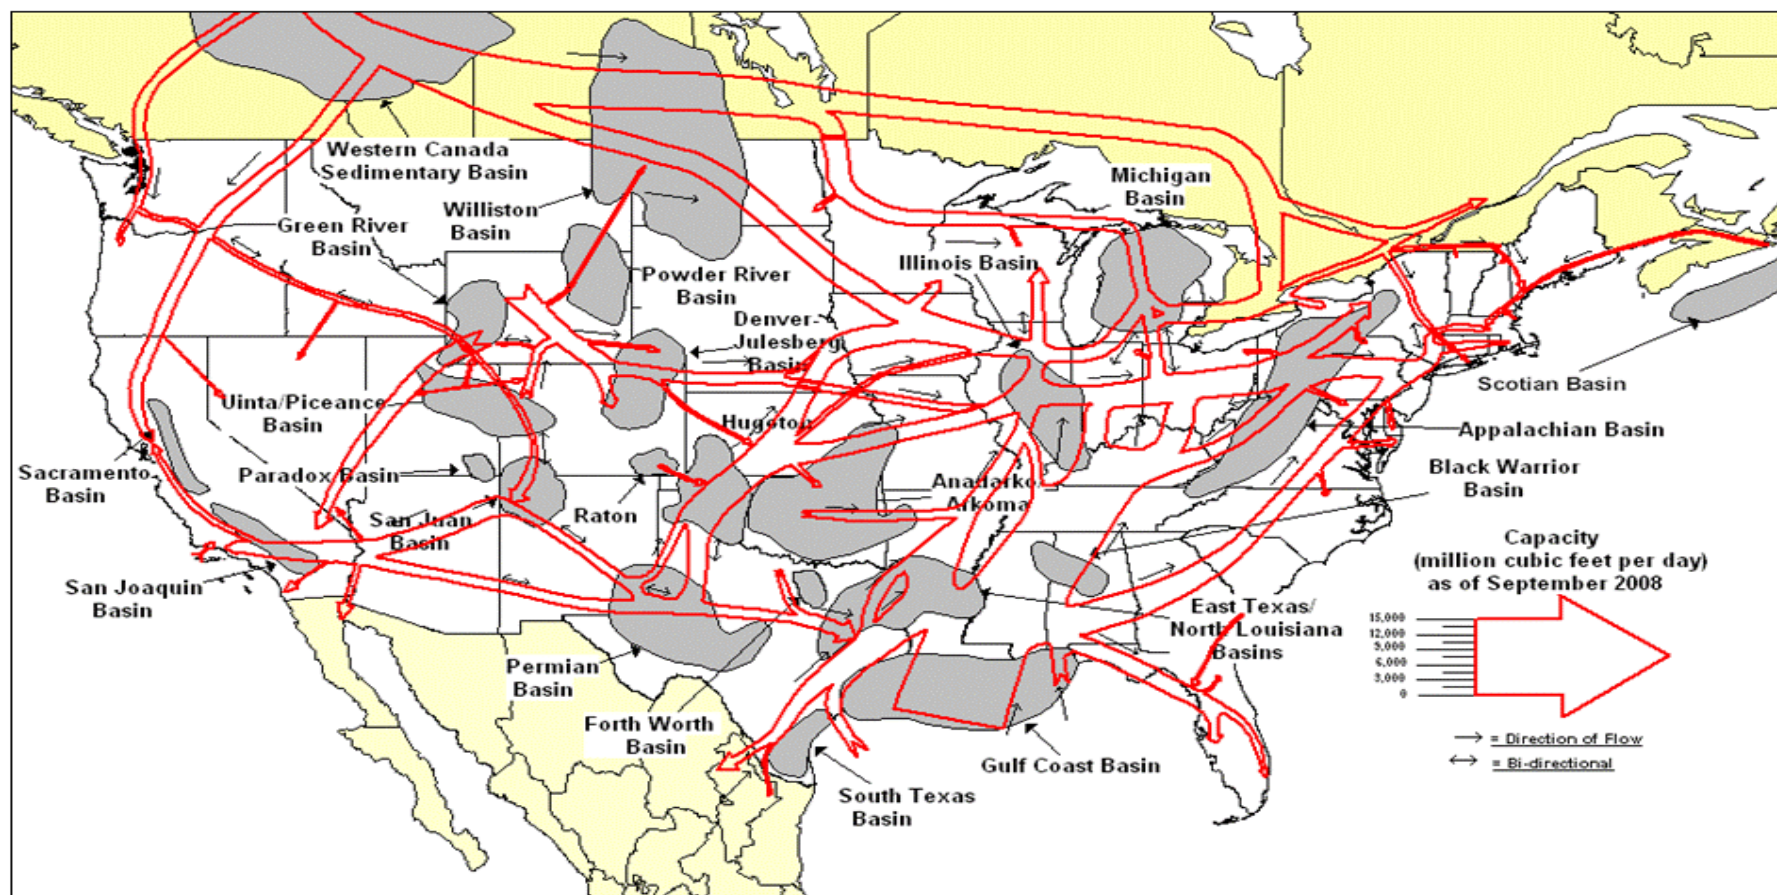 Western Canada
Sedimentary Basin
Michigan
Basin
Williston
Basin
Green River
Basin
Illinois Basin
Powder River
Basin
Denver-
Julesberg
Basin
Scotian Basin
Uinta/Piceance
Basin
Hugoton
Appalachian Basin
Sacramento
Basin
Paradox Basin
Black Warrior
Basin
Anadarko/
Arkoma
San Juan
Basin
Raton
Capacity
(million cubic feet per day)
as of September 2008
San Joaquin
Basin
East Texas/
North Louisiana
Basins
15,000
12,000
9,000
6,000
3,000
0
Permian
Basin
Forth Worth
Basin
= Direction of Flow
= Bi-directional
Gulf Coast Basin
South Texas
Basin